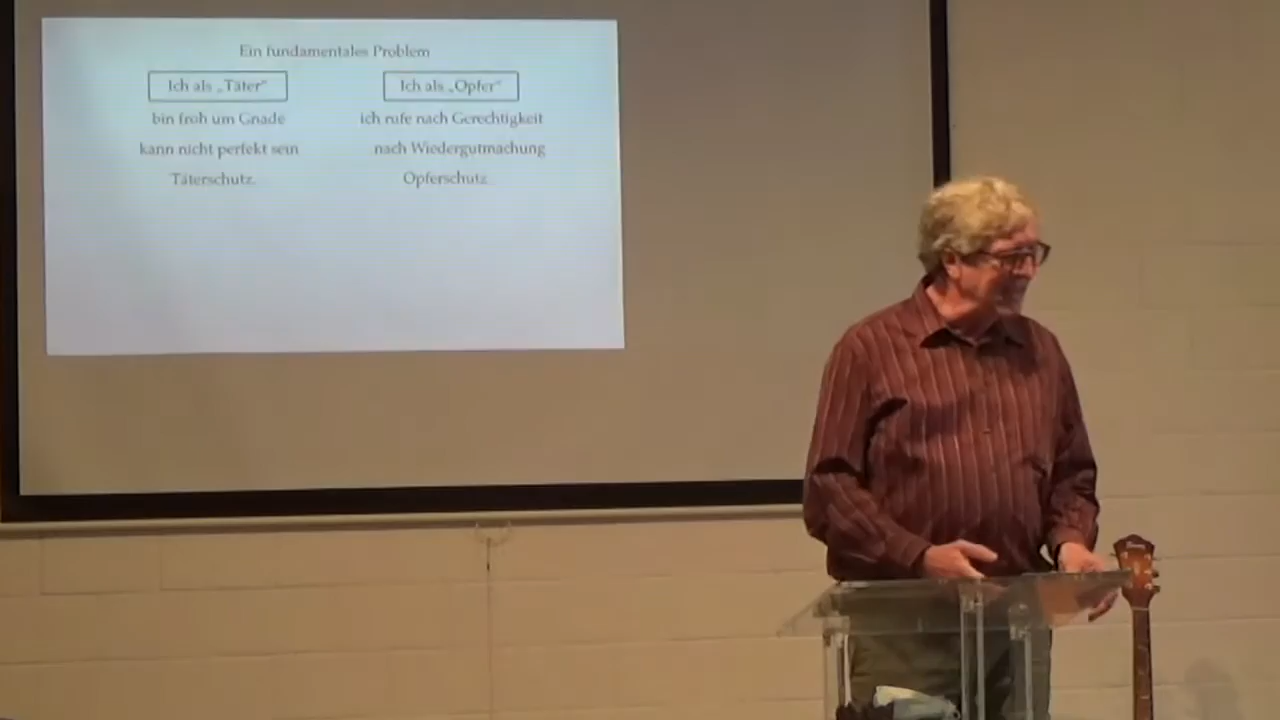 Ein fundamentales Problem
Ich als „Täter“ Ich als „Opfer“
bin froh um Gnade ich rufe nach Gerechtigkeit
kann nicht perfekt sein nach Wiedergutmachung
Täterschutz.. Opferschutz..